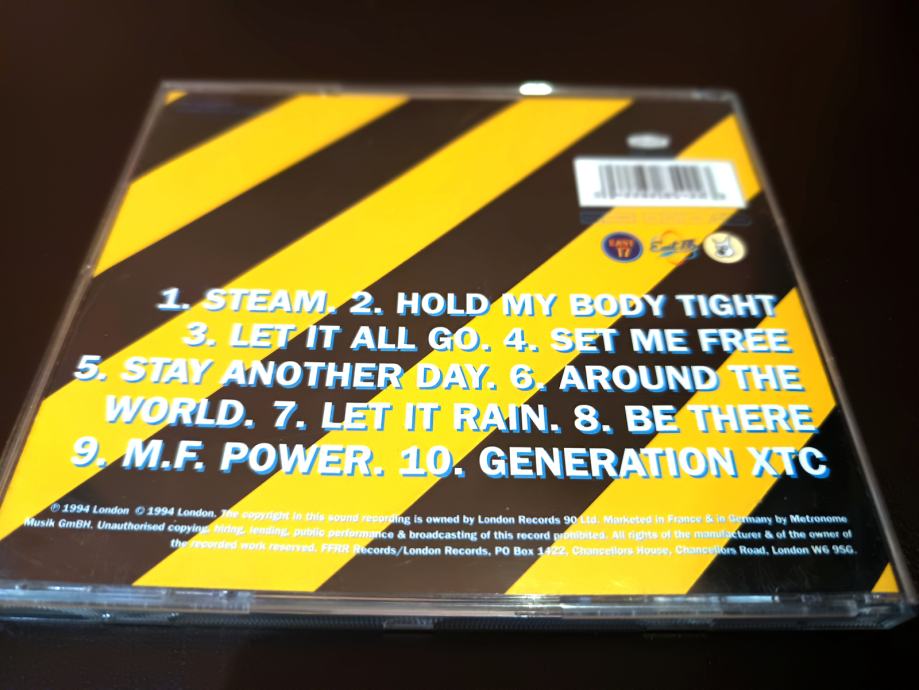 EAST
17
East 17
1. STEAM. 2. HOLD MY BODY TIGHT
3. LET IT ALL GO. 4. SET ME FREE
5. STAY ANOTHER DAY. 6. AROUND THE
WORLD. 7. LET IT RAIN. 8. BE THERE
9. M.F. POWER. 10. GENERATION XTC
℗ 1994 London © 1994 London. The copyright in this sound recording is owned by London Records 90 Ltd. Marketed in France & in Germany by Metronome
Musik GmBH. Unauthorised copying, hiring, lending, public performance & broadcasting of this record prohibited. All rights of the manufacturer & of the owner of
the recorded work reserved. FFRR Records/London Records, PO Box 1422, Chancellors House, Chancellors Road, London W6 9SG.